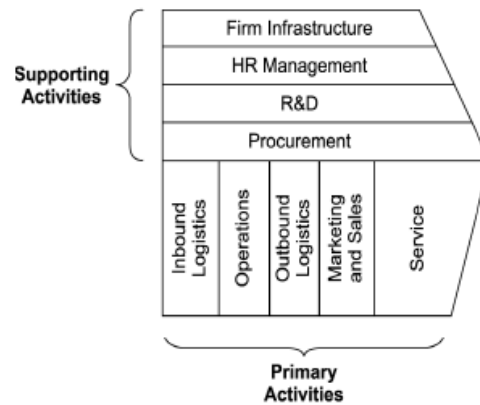 Firm Infrastructure
HR Management
R&D
Procurement
Supporting
Activities
Inbound
Logistics
Operations
Outbound
Logistics
Marketing
and Sales
Service
Primary
Activities